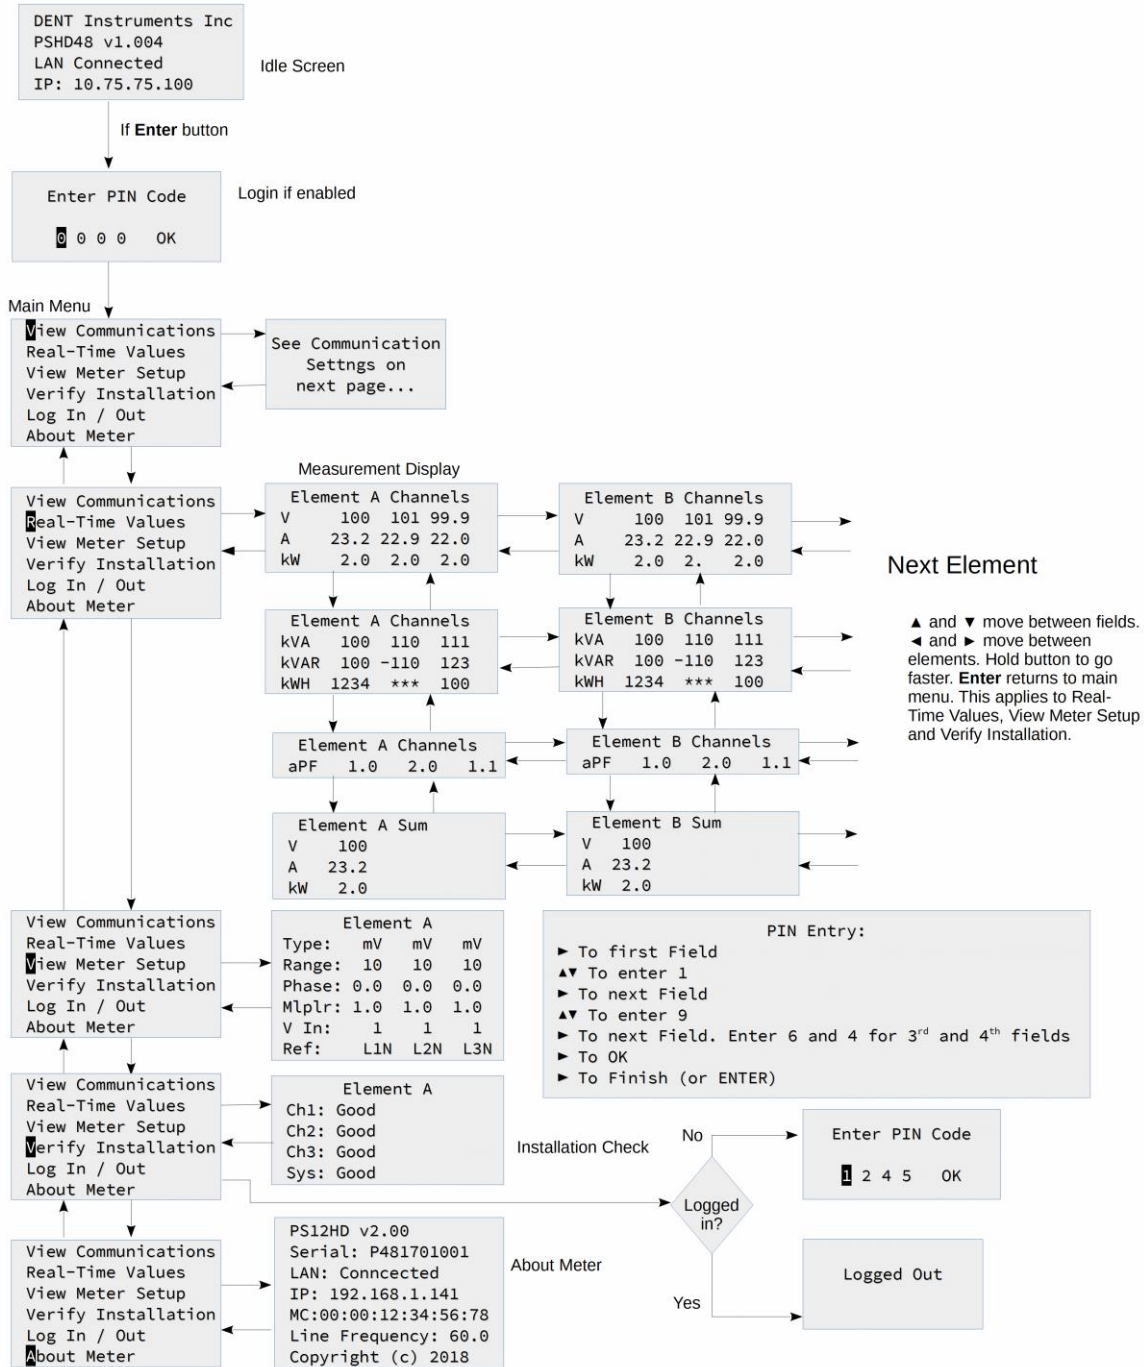 DENT Instruments Inc
PSHD48 v1.004
LAN Connected
IP: 10.75.75.100
Idle Screen
If Enter button
Enter PIN Code
0 0 0 0 OK
Login if enabled
Main Menu
View Communications
Real-Time Values
View Meter Setup
Verify Installation
Log In / Out
About Meter
See Communication
Settngs on
next page...
Measurement Display
View Communications
Real-Time Values
View Meter Setup
Verify Installation
Log In / Out
About Meter
Element A Channels
V 100 101 99.9
A 23.2 22.9 22.0
kW 2.0 2.0 2.0
Element B Channels
V 100 101 99.9
A 23.2 22.9 22.0
kW 2.0 2. 2.0
Next Element
▲ and ▼ move between fields.
◄ and ► move between
elements. Hold button to go
faster. Enter returns to main
menu. This applies to Real-
Time Values, View Meter Setup
and Verify Installation.
Element A Channels
kVA 100 110 111
kVAR 100 -110 123
kWH 1234 *** 100
Element B Channels
kVA 100 110 111
kVAR 100 -110 123
kWH 1234 *** 100
Element A Channels
aPF 1.0 2.0 1.1
Element B Channels
aPF 1.0 2.0 1.1
Element A Sum
V 100
A 23.2
kW 2.0
Element B Sum
V 100
A 23.2
kW 2.0
View Communications
Real-Time Values
View Meter Setup
Verify Installation
Log In / Out
About Meter
Element A
Type: mV mV mV
Range: 10 10 10
Phase: 0.0 0.0 0.0
Mlplr: 1.0 1.0 1.0
V In: 1 1 1
Ref: L1N L2N L3N
PIN Entry:
► To first Field
▲▼ To enter 1
► To next Field
▲▼ To enter 9
► To next Field. Enter 6 and 4 for 3rd and 4th fields
► To OK
► To Finish (or ENTER)
View Communications
Real-Time Values
View Meter Setup
Verify Installation
Log In / Out
About Meter
Element A
Ch1: Good
Ch2: Good
Ch3: Good
Sys: Good
Installation Check
No
Logged
in?
Yes
Enter PIN Code
1 2 4 5 OK
Logged Out
View Communications
Real-Time Values
View Meter Setup
Verify Installation
Log In / Out
About Meter
PS12HD v2.00
Serial: P481701001
LAN: Conncected
IP: 192.168.1.141
MC:00:00:12:34:56:78
Line Frequency: 60.0
Copyright (c) 2018
About Meter